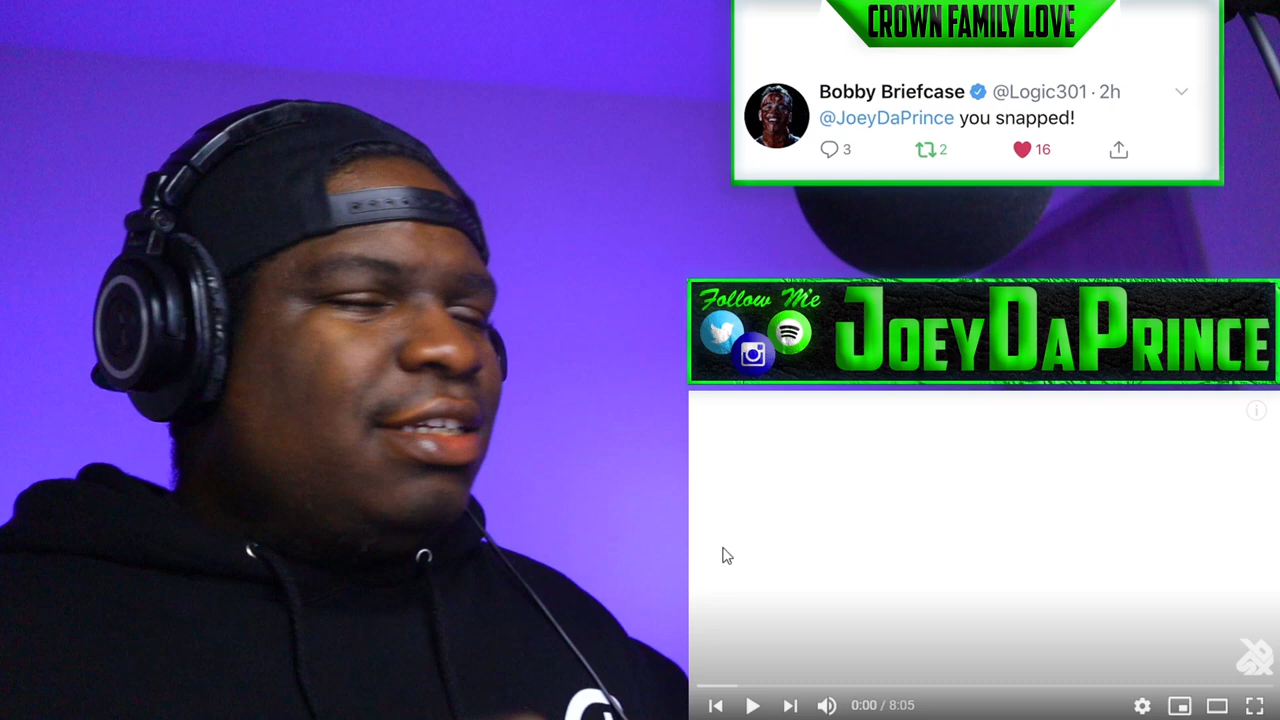 CROWN FAMILY LOVE
Bobby Briefcase @Logic301 · 2h
@JoeyDaPrince you snapped!
3 2 16
Follow Me
JOEYDAPRINCE
0:00 / 8:05